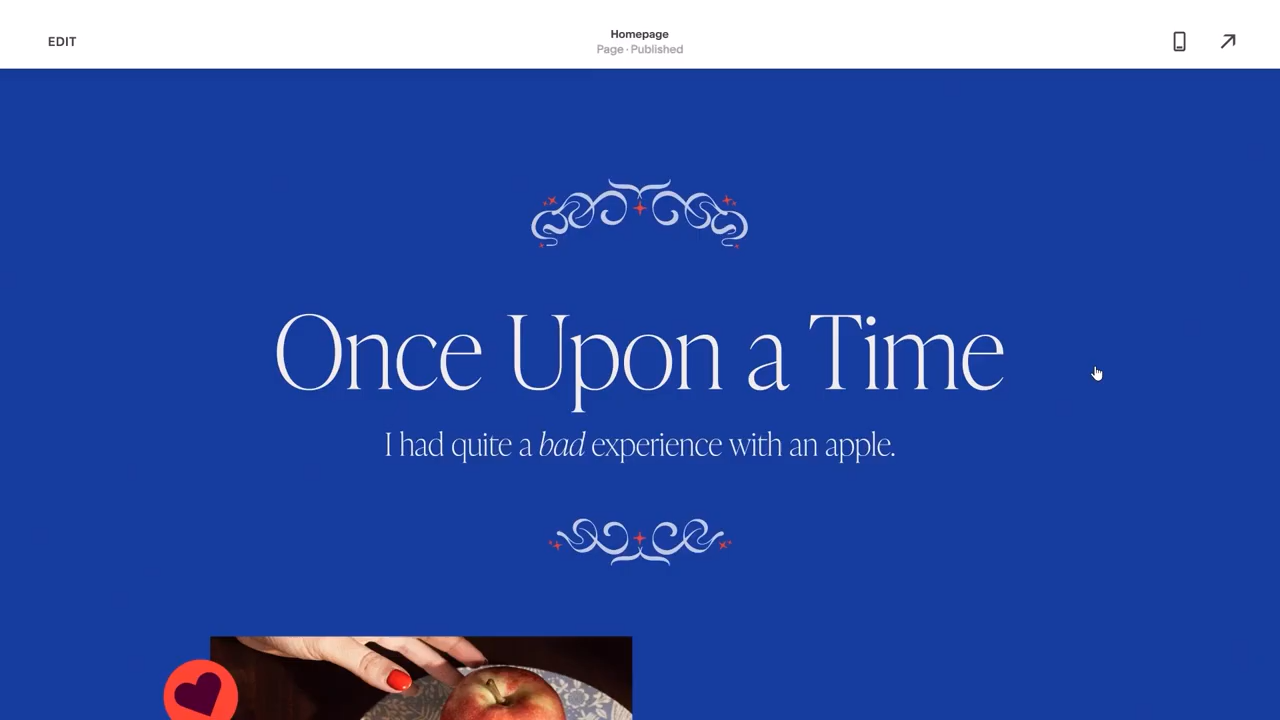 EDIT
Homepage
Page · Published
Once Upon a Time
I had quite a bad experience with an apple.